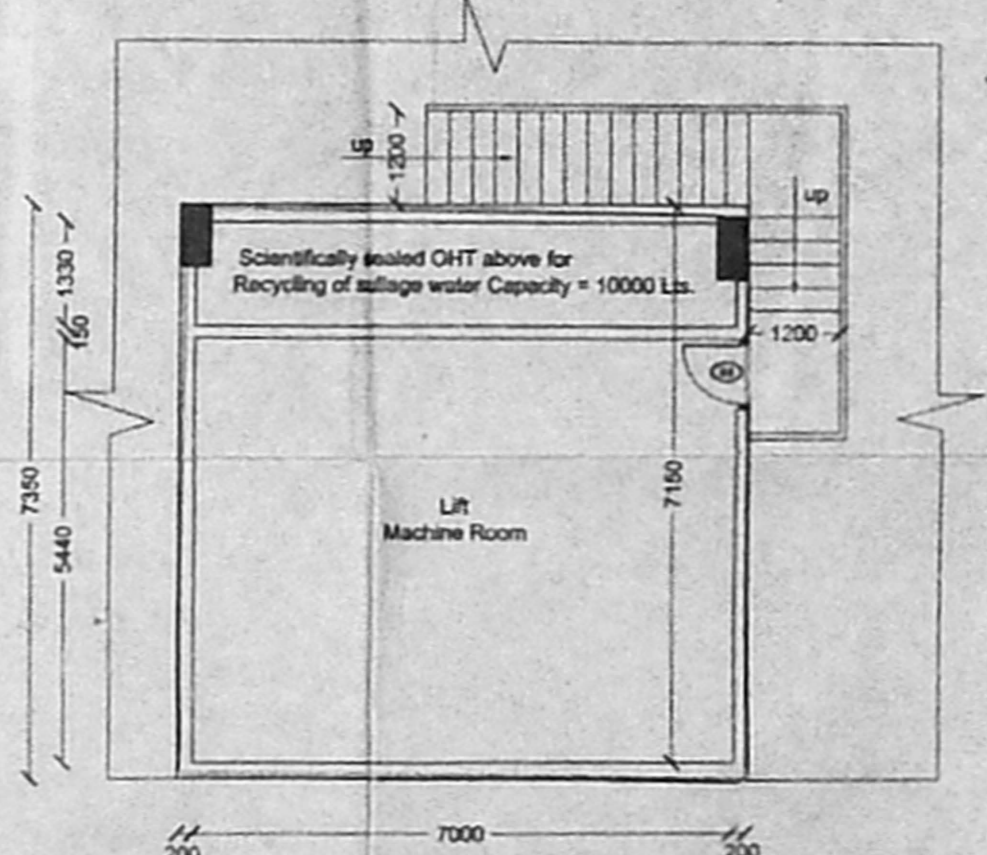 up
1200
up
Scientifically sealed OHT above for
Recycling of sullage water Capacity = 10000 Lts.
1330
150
1200
7350
5440
7150
Lift
Machine Room
7000
200
200